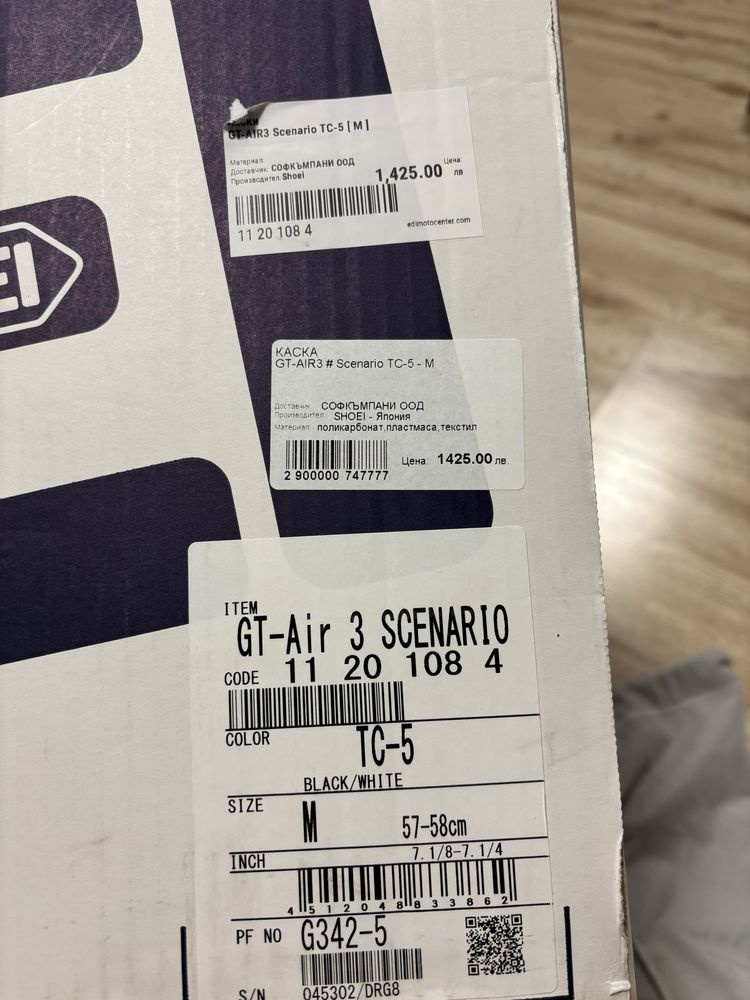 КАСКИ
GT-AIR3 Scenario TC-5 [ M ]
Материал:
Доставчик: СОФКЪМПАНИ ООД
Производител: Shoei
Цена:
1,425.00 лв
11 20 108 4
edimotocenter.com
EI
КАСКА
GT-AIR3 # Scenario TC-5 - M
Доставчик: СОФКЪМПАНИ ООД
Производител: SHOEI - Япония
Материал: поликарбонат,пластмаса,текстил
Цена: 1425.00 лв.
2 900000 747777
ITEM
GT-Air 3 SCENARIO
CODE 11 20 108 4
COLOR TC-5
BLACK/WHITE
SIZE M 57-58cm
INCH 7.1/8-7.1/4
4 512048 833862
PF NO G342-5
S/N 045302/DRG8